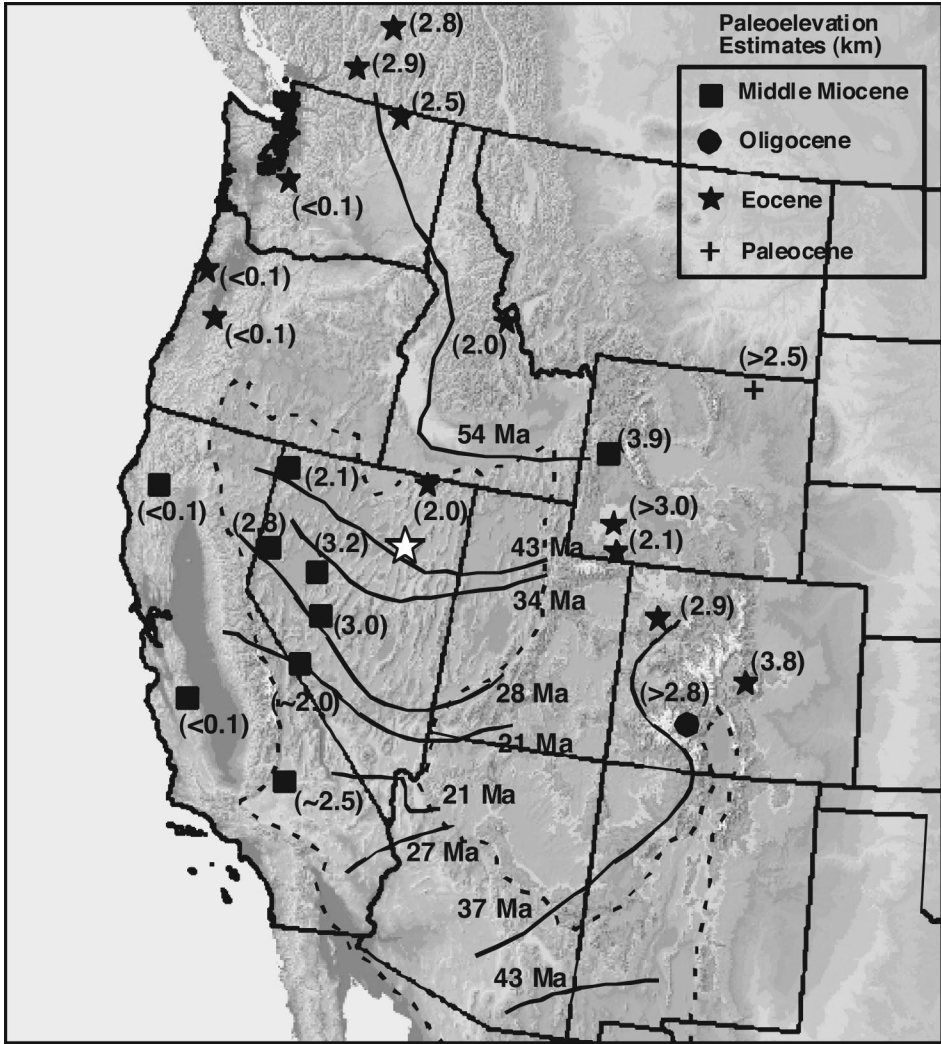 Paleoelevation
Estimates (km)
Middle Miocene
Oligocene
Eocene
Paleocene
(2.8)
(2.9)
(2.5)
(<0.1)
(<0.1)
(<0.1)
(2.0)
(>2.5)
54 Ma
(3.9)
(2.1)
(<0.1)
(2.0)
(>3.0)
(2.8)
(3.2)
(2.1)
43 Ma
34 Ma
(2.9)
(3.0)
(3.8)
(>2.8)
28 Ma
(~2.0)
(<0.1)
21 Ma
(~2.5)
21 Ma
27 Ma
37 Ma
43 Ma